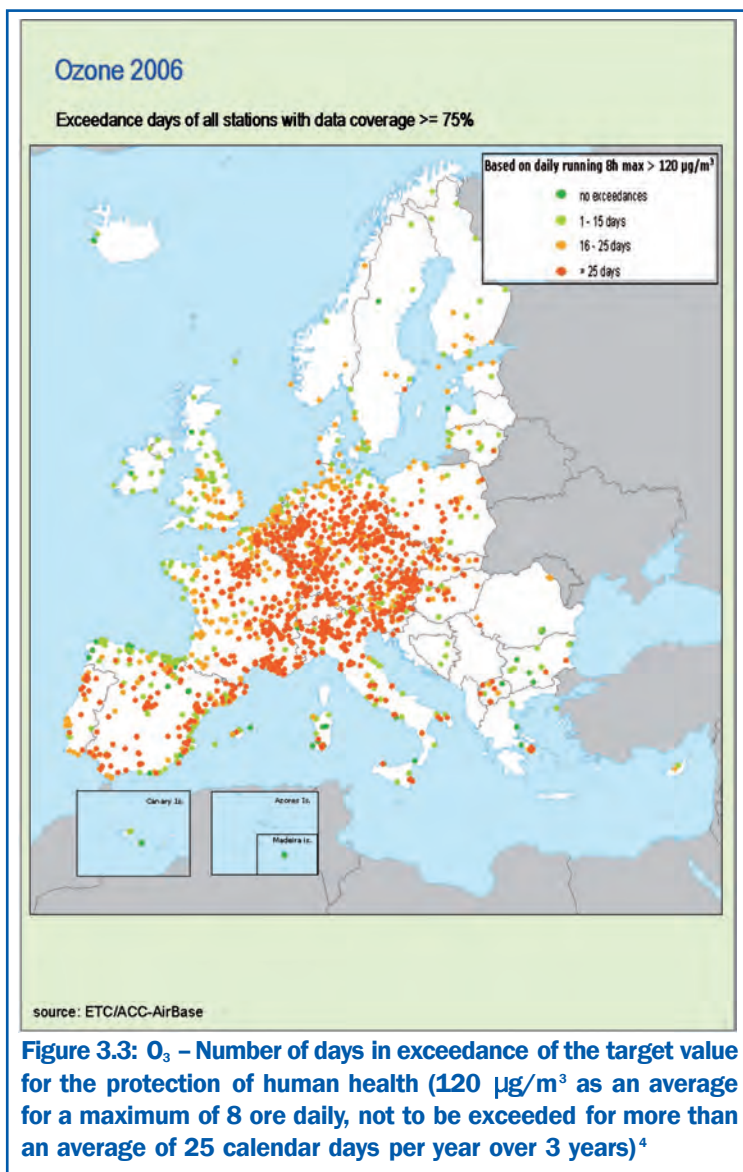 Ozone 2006
Exceedance days of all stations with data coverage >= 75%
Based on daily running 8h max > 120 µg/m³
no exceedances
1 - 15 days
16 - 25 days
> 25 days
Canary Is.
Azores Is.
Madeira is.
source: ETC/ACC-AirBase
Figure 3.3: O₃ – Number of days in exceedance of the target value
for the protection of human health (120 µg/m³ as an average
for a maximum of 8 ore daily, not to be exceeded for more than
an average of 25 calendar days per year over 3 years)⁴